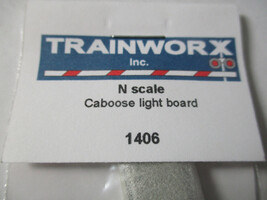 TRAINWORX
Inc.
N scale
Caboose light board
1406